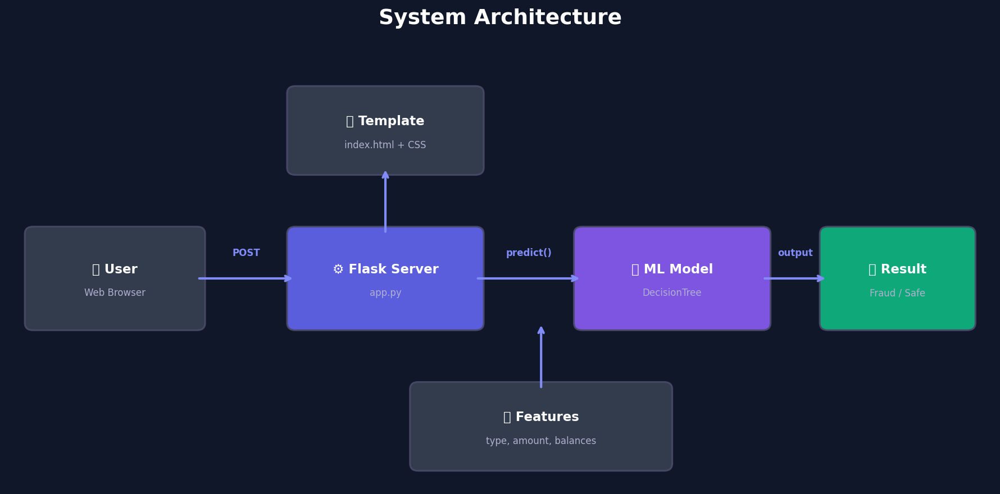 System Architecture
Template
index.html + CSS
User
Web Browser
POST
⚙ Flask Server
app.py
predict()
ML Model
DecisionTree
output
Result
Fraud / Safe
Features
type, amount, balances